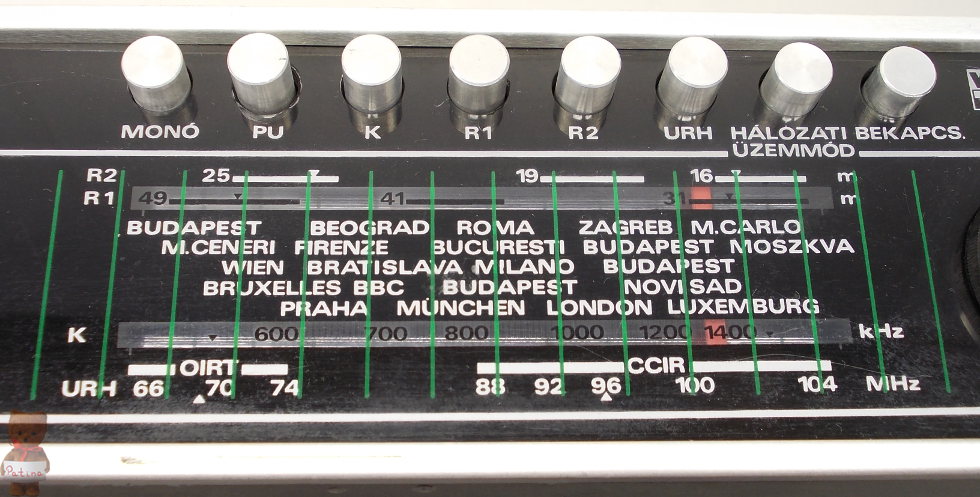 MONÓ PU K R1 R2 URH HÁLÓZATI BEKAPCS.
ÜZEMMÓD
R2 25 19 16 m
R1 49 41 31 m
BUDAPEST BEOGRAD ROMA ZAGREB M.CARLO
M.CENERI FIRENZE BUCURESTI BUDAPEST MOSZKVA
WIEN BRATISLAVA MILANO BUDAPEST
BRUXELLES BBC BUDAPEST NOVISAD
PRAHA MÜNCHEN LONDON LUXEMBURG
K 600 700 800 1000 1200 1400 kHz
OIRT CCIR
URH 66 70 74 88 92 96 100 104 MHz
Patina